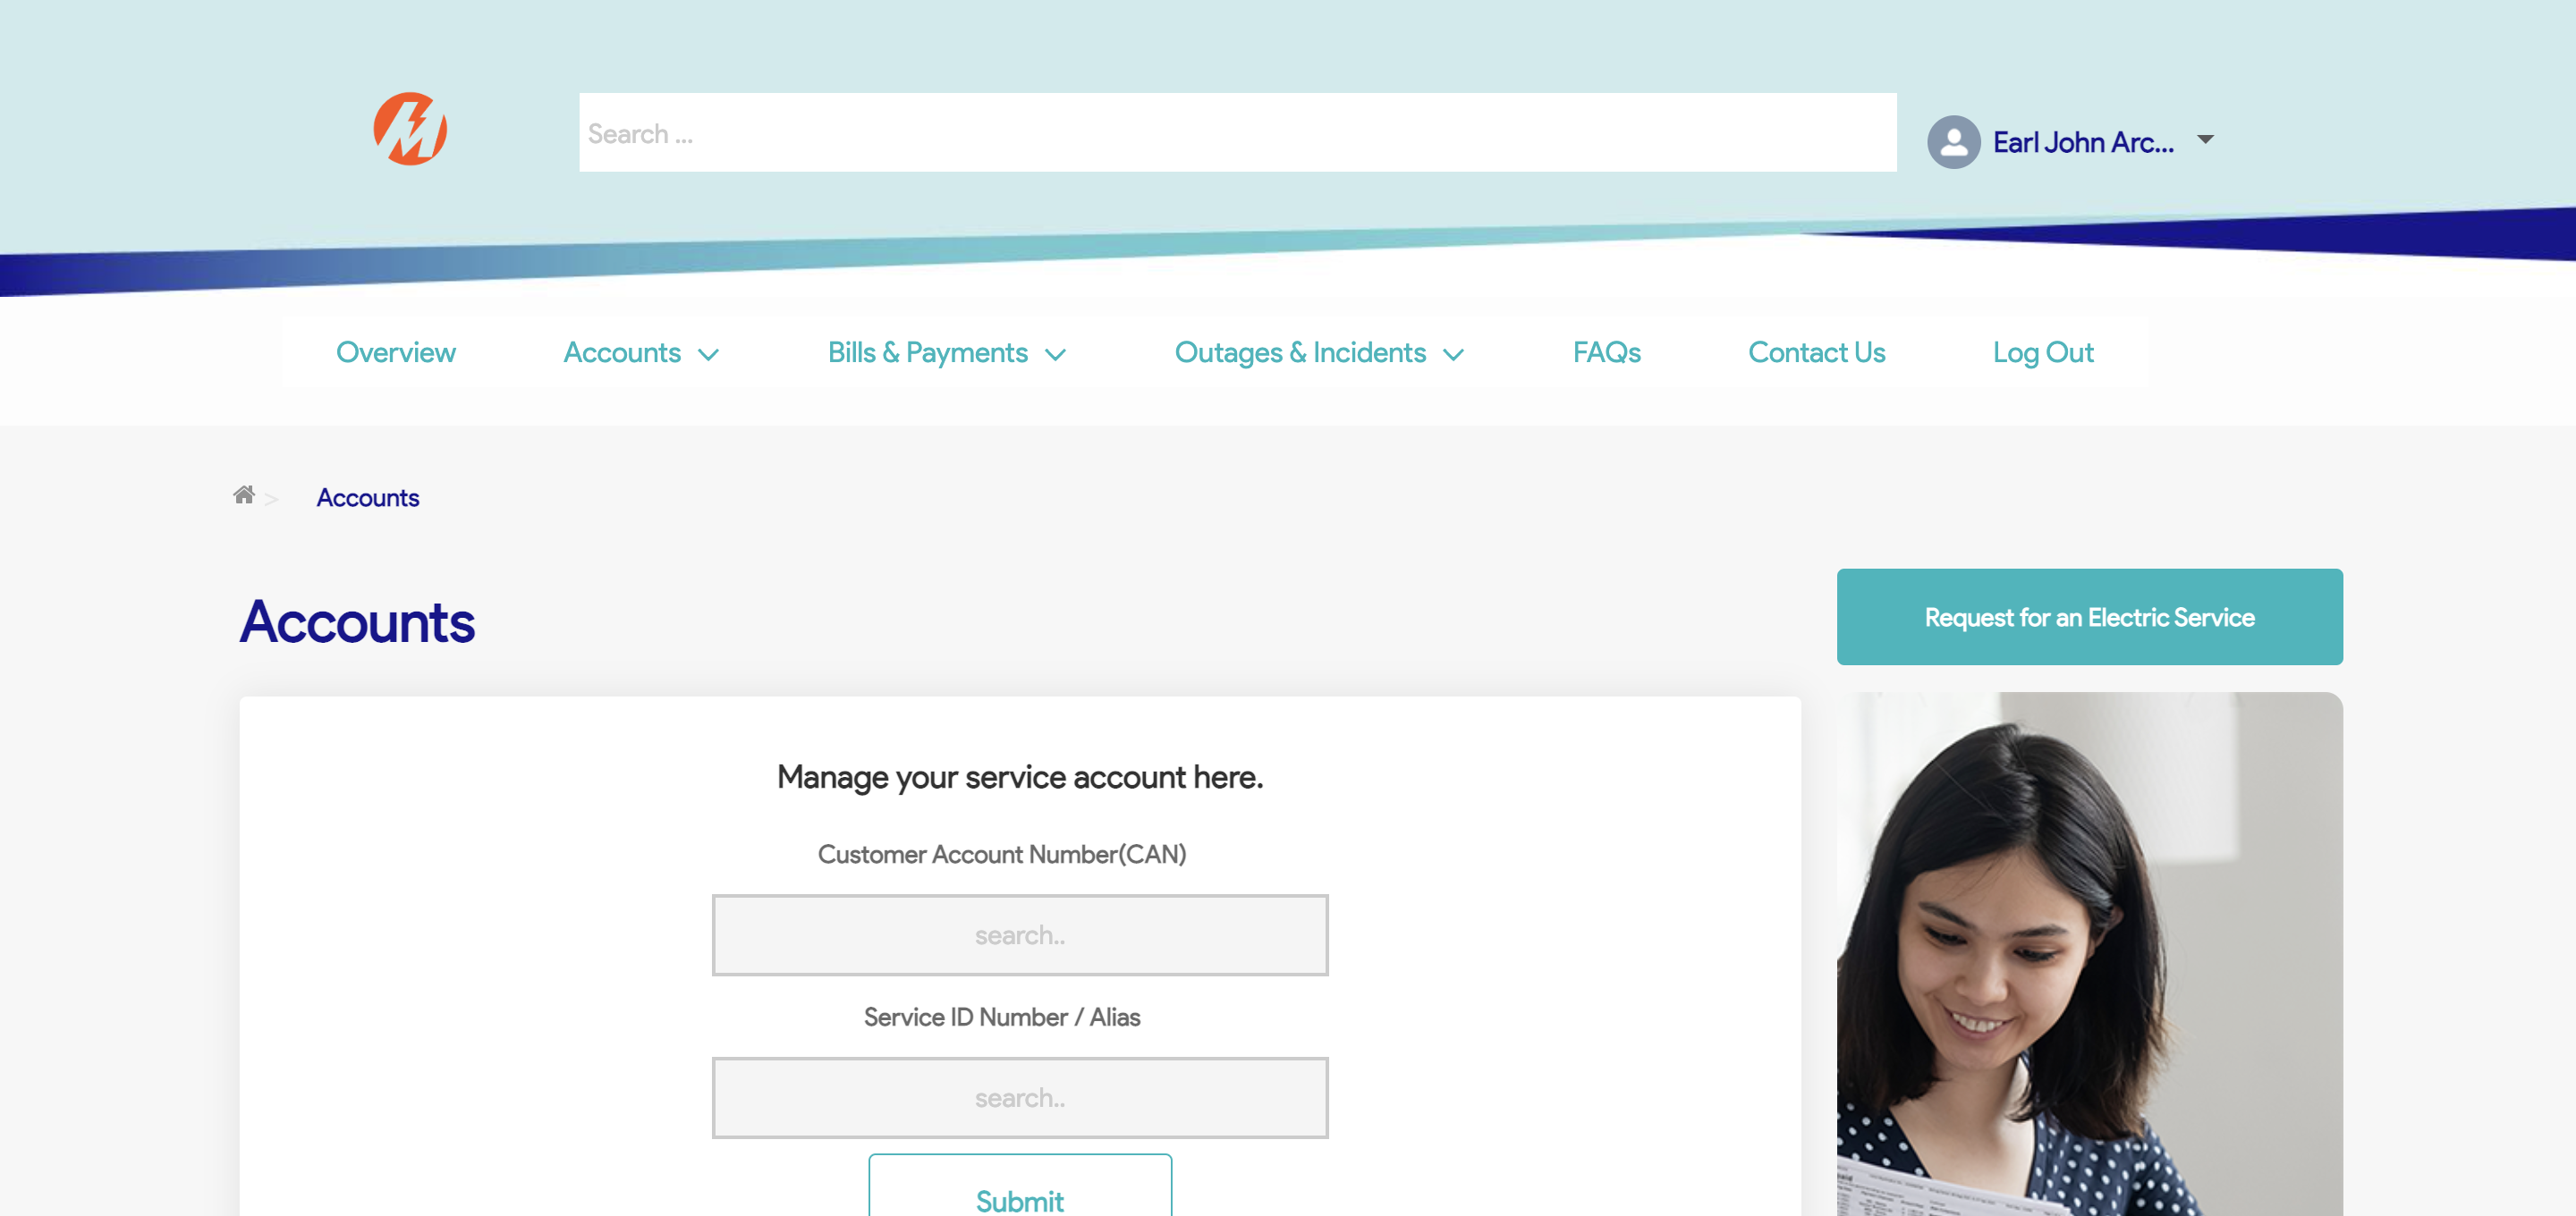 Search ...
Earl John Arc...
Overview
Accounts
Bills & Payments
Outages & Incidents
FAQs
Contact Us
Log Out
> Accounts
Accounts
Request for an Electric Service
Manage your service account here.
Customer Account Number(CAN)
search..
Service ID Number / Alias
search..
Submit